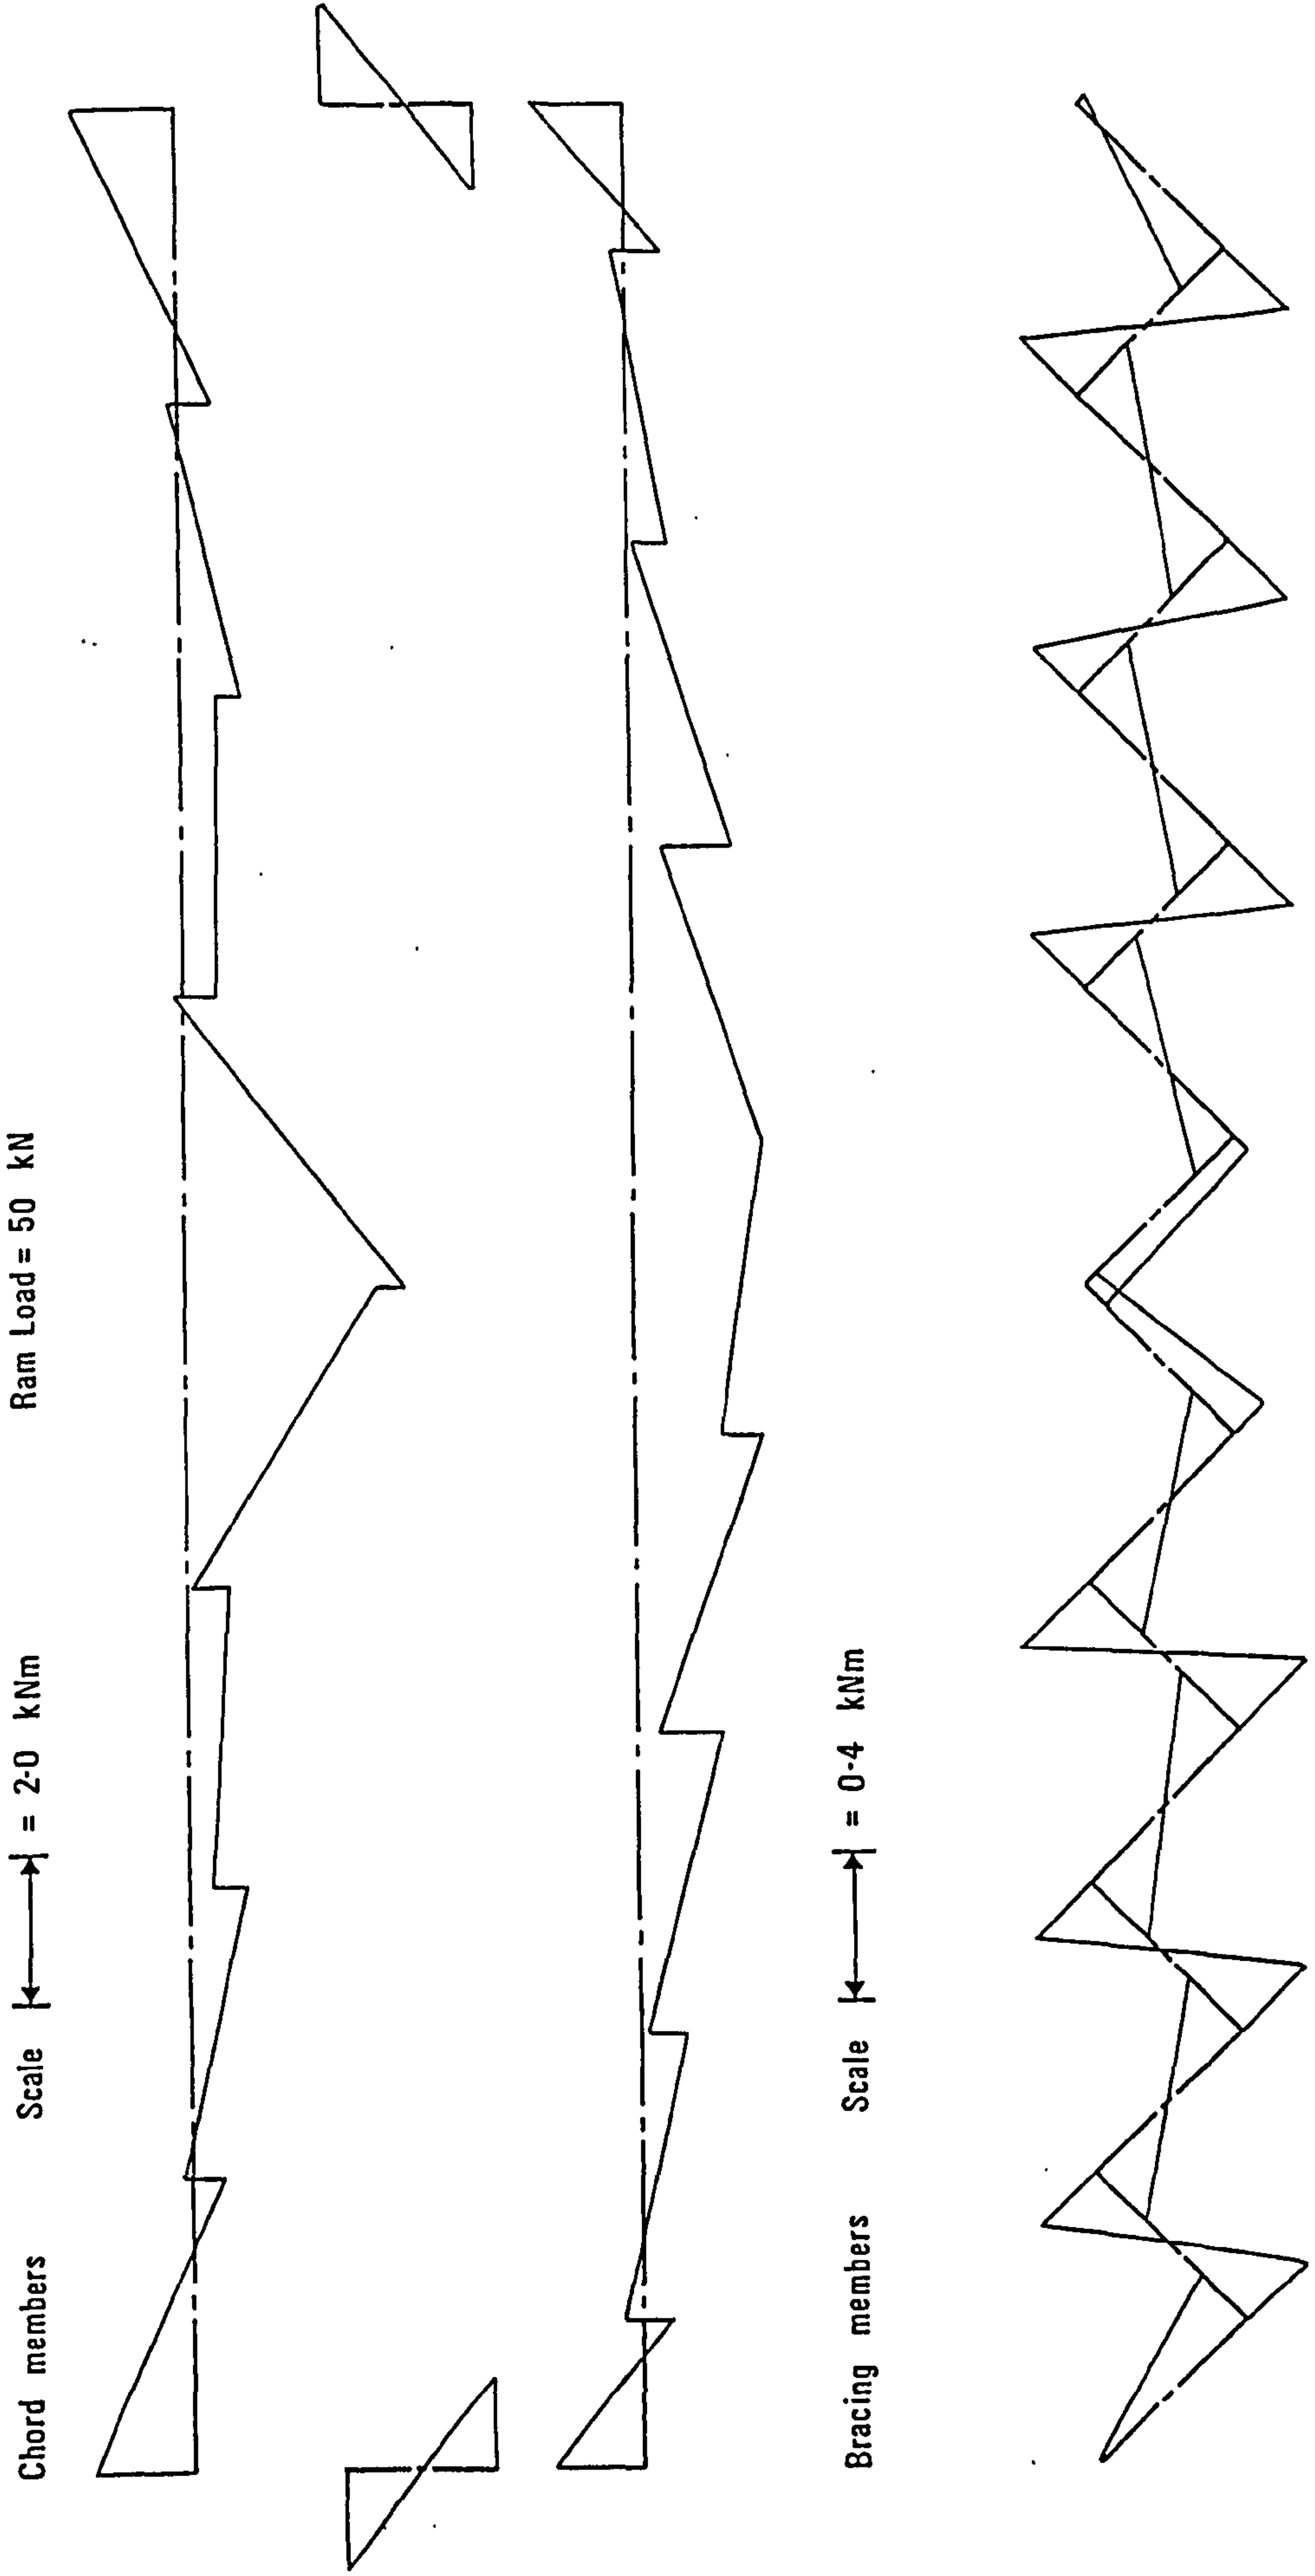 Ram Load = 50 kN
Chord members Scale = 2·0 kNm
Bracing members Scale = 0·4 kNm